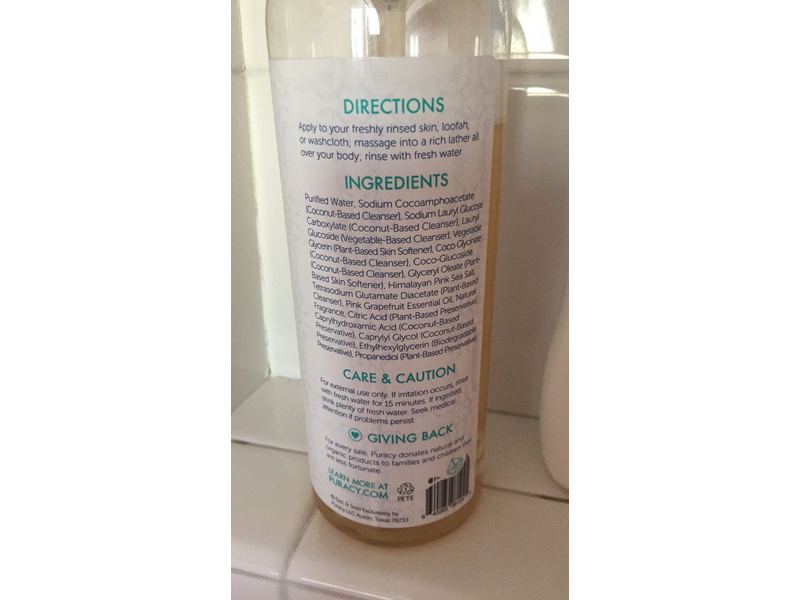 DIRECTIONS
Apply to your freshly rinsed skin, loofah,
or washcloth; massage into a rich lather all
over your body; rinse with fresh water.
INGREDIENTS
Purified Water, Sodium Cocoamphoacetate
(Coconut-Based Cleanser), Sodium Lauryl Glucose
Carboxylate (Coconut-Based Cleanser), Lauryl
Glucoside (Vegetable-Based Cleanser), Vegetable
Glycerin (Plant-Based Skin Softener), Coco Glycinate
(Coconut-Based Cleanser), Coco-Glucoside
(Coconut-Based Cleanser), Glyceryl Oleate (Plant-
Based Skin Softener), Himalayan Pink Sea Salt,
Tetrasodium Glutamate Diacetate (Plant-Based
Cleanser), Pink Grapefruit Essential Oil, Natural
Fragrance, Citric Acid (Plant-Based Preservative)
Caprylhydroxamic Acid (Coconut-Based
Preservative), Caprylyl Glycol (Coconut-Based
Preservative), Ethylhexylglycerin (Biodegradable
Preservative), Propanediol (Plant-Based Preservative)
CARE & CAUTION
For external use only. If irritation occurs, rinse
with fresh water for 15 minutes. If ingested,
drink plenty of fresh water. Seek medical
attention if problems persist.
GIVING BACK
For every sale, Puracy donates natural and
organic products to families and children that
are less fortunate.
LEARN MORE AT
PURACY.COM
PETE
Sold Exclusively by
Puracy LLC Austin, Texas 78733